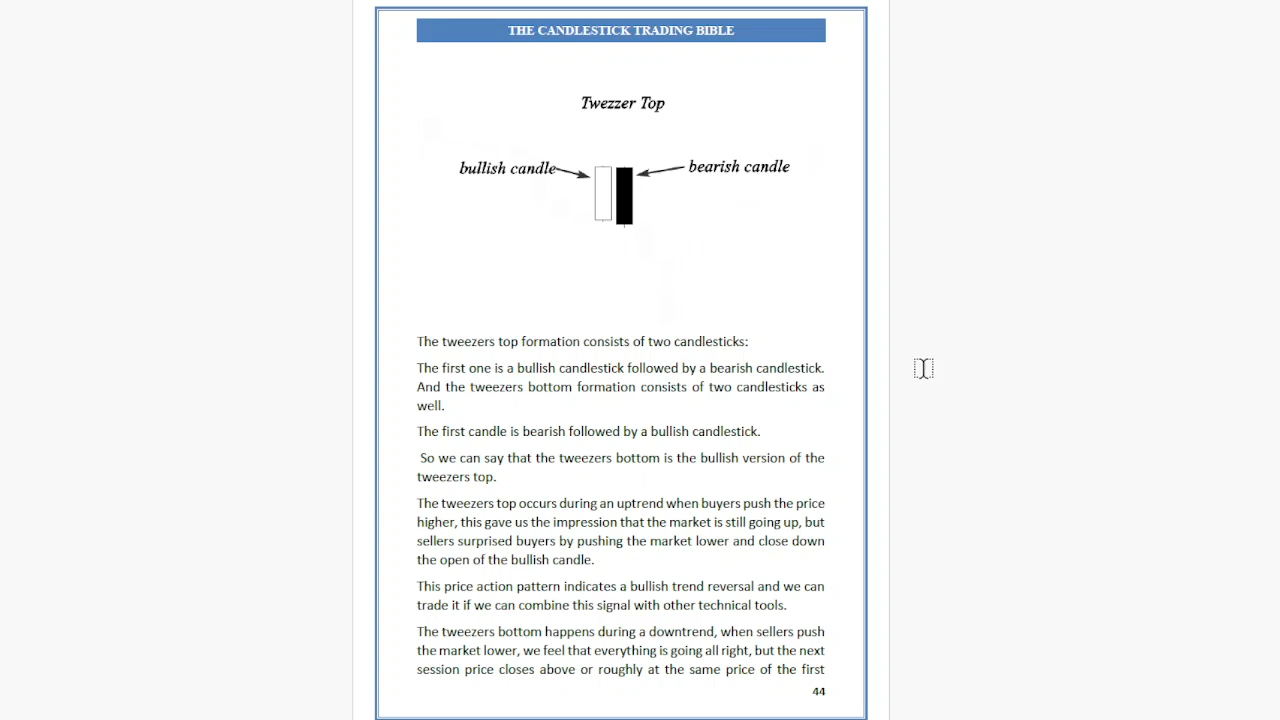 THE CANDLESTICK TRADING BIBLE
Twezzer Top
bullish candle
bearish candle
The tweezers top formation consists of two candlesticks:
The first one is a bullish candlestick followed by a bearish candlestick.
And the tweezers bottom formation consists of two candlesticks as
well.
The first candle is bearish followed by a bullish candlestick.
So we can say that the tweezers bottom is the bullish version of the
tweezers top.
The tweezers top occurs during an uptrend when buyers push the price
higher, this gave us the impression that the market is still going up, but
sellers surprised buyers by pushing the market lower and close down
the open of the bullish candle.
This price action pattern indicates a bullish trend reversal and we can
trade it if we can combine this signal with other technical tools.
The tweezers bottom happens during a downtrend, when sellers push
the market lower, we feel that everything is going all right, but the next
session price closes above or roughly at the same price of the first
44